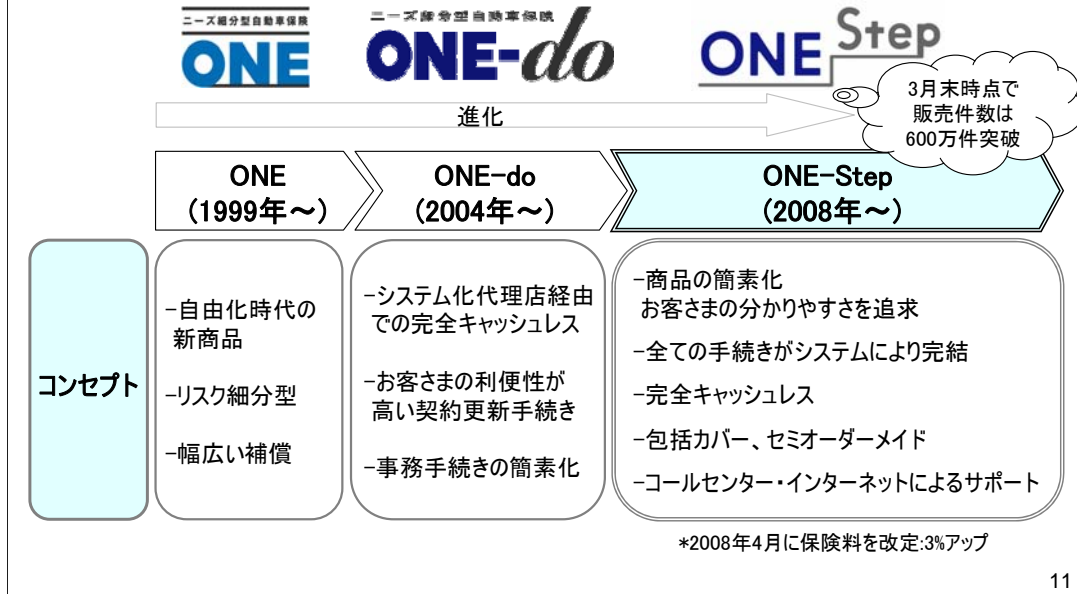 ニーズ細分型自動車保険
ONE
ニーズ細分型自動車保険
ONE-do
ONE Step
3月末時点で
販売件数は
600万件突破
進化
ONE
(1999年～)
ONE-do
(2004年～)
ONE-Step
(2008年～)
コンセプト
-自由化時代の
新商品
-リスク細分型
-幅広い補償
-システム化代理店経由
での完全キャッシュレス
-お客さまの利便性が
高い契約更新手続き
-事務手続きの簡素化
-商品の簡素化
お客さまの分かりやすさを追求
-全ての手続きがシステムにより完結
-完全キャッシュレス
-包括カバー、セミオーダーメイド
-コールセンター・インターネットによるサポート
*2008年4月に保険料を改定:3%アップ
11